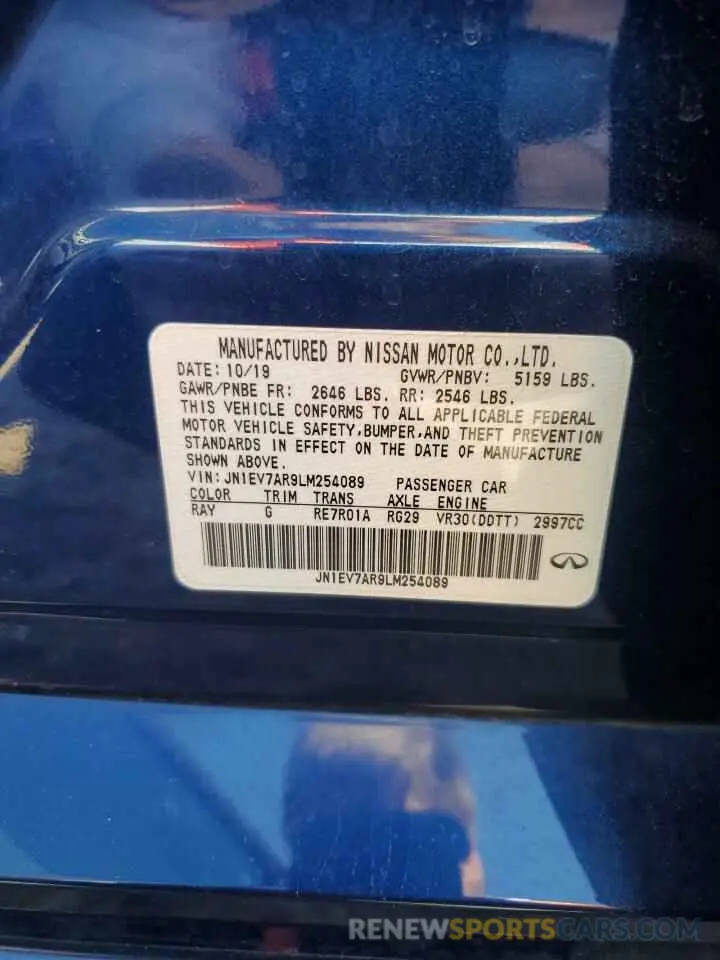 MANUFACTURED BY NISSAN MOTOR CO.,LTD.
DATE: 10/19 GVWR/PNBV: 5159 LBS.
GAWR/PNBE FR: 2646 LBS. RR: 2546 LBS.
THIS VEHICLE CONFORMS TO ALL APPLICABLE FEDERAL
MOTOR VEHICLE SAFETY,BUMPER,AND THEFT PREVENTION
STANDARDS IN EFFECT ON THE DATE OF MANUFACTURE
SHOWN ABOVE.
VIN:JN1EV7AR9LM254089 PASSENGER CAR
COLOR TRIM TRANS AXLE ENGINE
RAY G RE7R01A RG29 VR30(DDTT) 2997CC
JN1EV7AR9LM254089
RENEWSPORTSCARS.COM